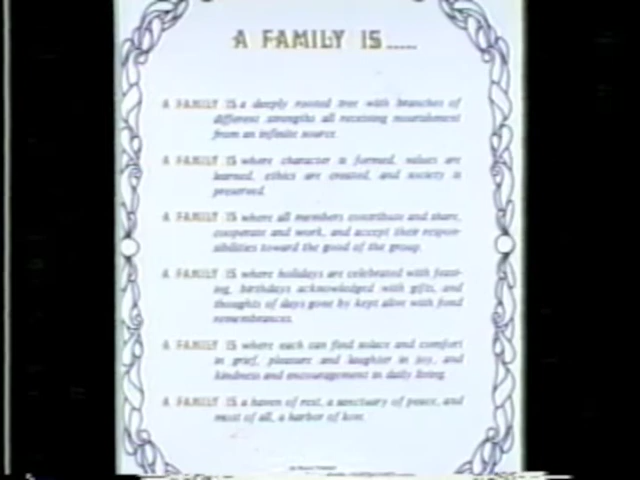 A FAMILY IS.....
A FAMILY IS a deeply rooted tree with branches of
different strengths all receiving nourishment
from an infinite source.
A FAMILY IS where character is formed, values are
learned, ethics are created, and society is
preserved.
A FAMILY IS where all members contribute and share,
cooperate and work, and accept their respon-
sibilities toward the good of the group.
A FAMILY IS where holidays are celebrated with feast-
ing, birthdays acknowledged with gifts, and
thoughts of days gone by kept alive with fond
remembrances.
A FAMILY IS where each can find solace and comfort
in grief, pleasure and laughter in joy, and
kindness and encouragement in daily living.
A FAMILY IS a haven of rest, a sanctuary of peace, and
most of all, a harbor of love.